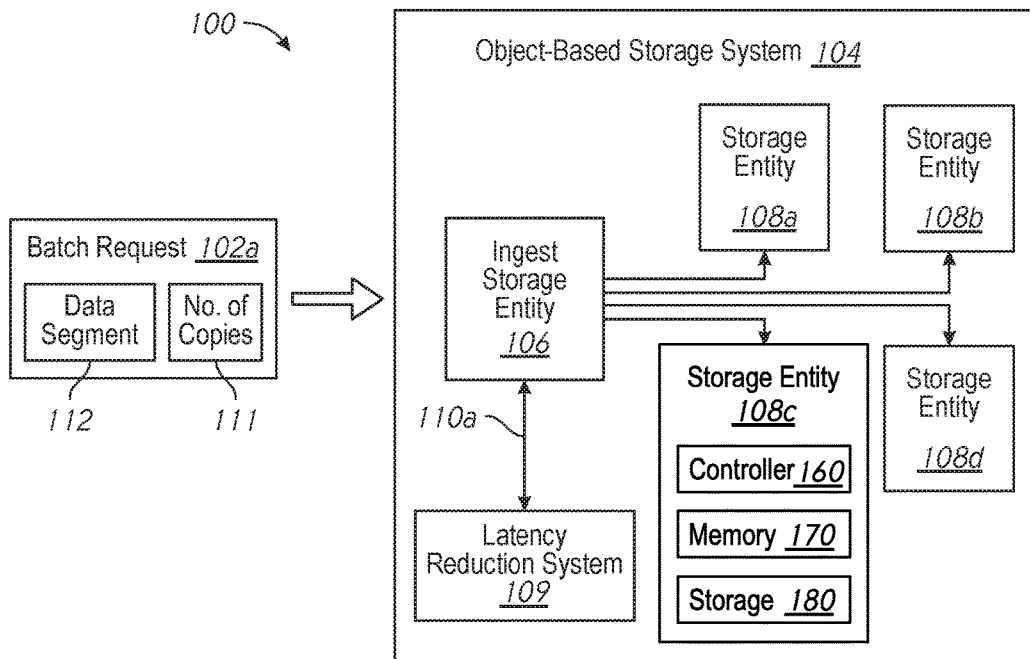 100
Object-Based Storage System 104
Batch Request 102a
Data
Segment
No. of
Copies
112
111
Ingest
Storage
Entity
106
110a
Latency
Reduction System
109
Storage
Entity
108a
Storage
Entity
108b
Storage Entity
108c
Controller 160
Memory 170
Storage 180
Storage
Entity
108d